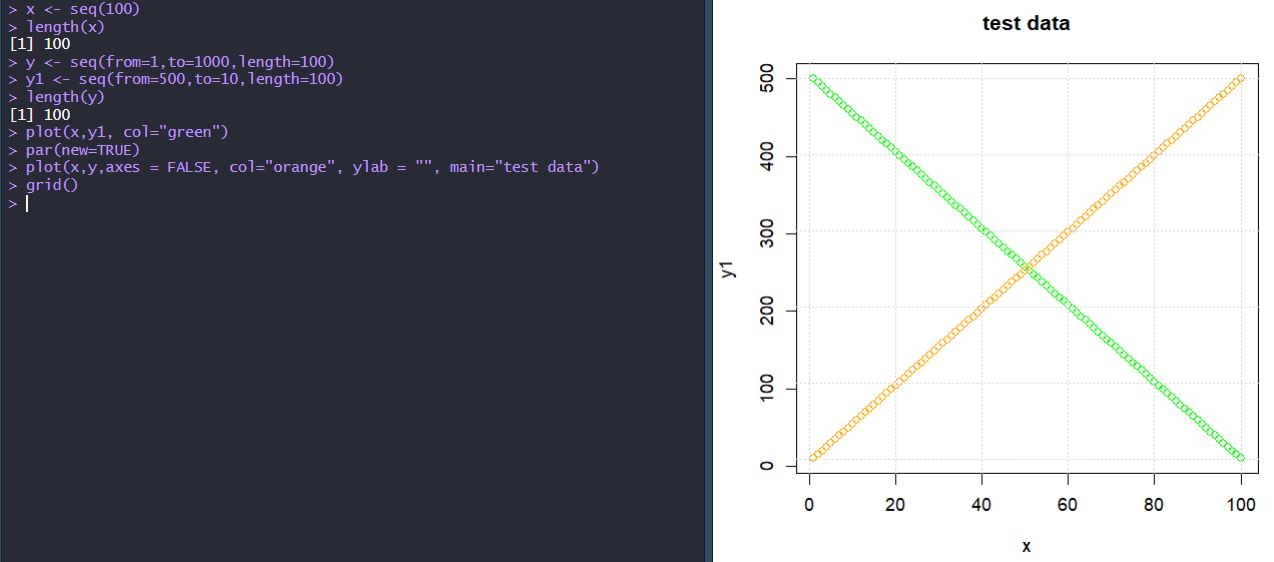 > x <- seq(100)
> length(x)
[1] 100
> y <- seq(from=1,to=1000,length=100)
> y1 <- seq(from=500,to=10,length=100)
> length(y)
[1] 100
> plot(x,y1, col="green")
> par(new=TRUE)
> plot(x,y,axes = FALSE, col="orange", ylab = "", main="test data")
> grid()
>
test data
500
400
300
200
100
0
y1
0 20 40 60 80 100
x